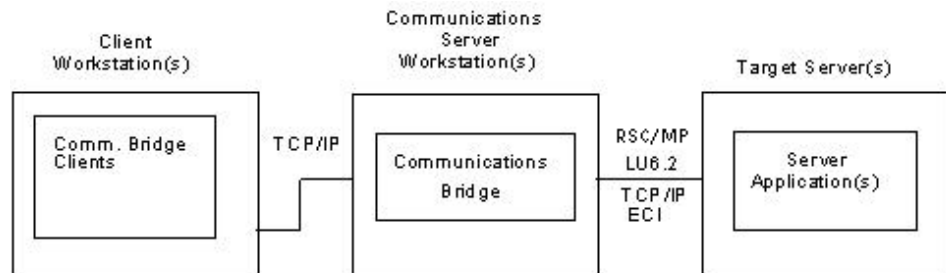 Client
Workstation(s)
Communications
Server
Workstation(s)
Target Server(s)
Comm. Bridge
Clients
TCP/IP
Communications
Bridge
RSC/MP
LU6.2
TCP/IP
ECI
Server
Application(s)